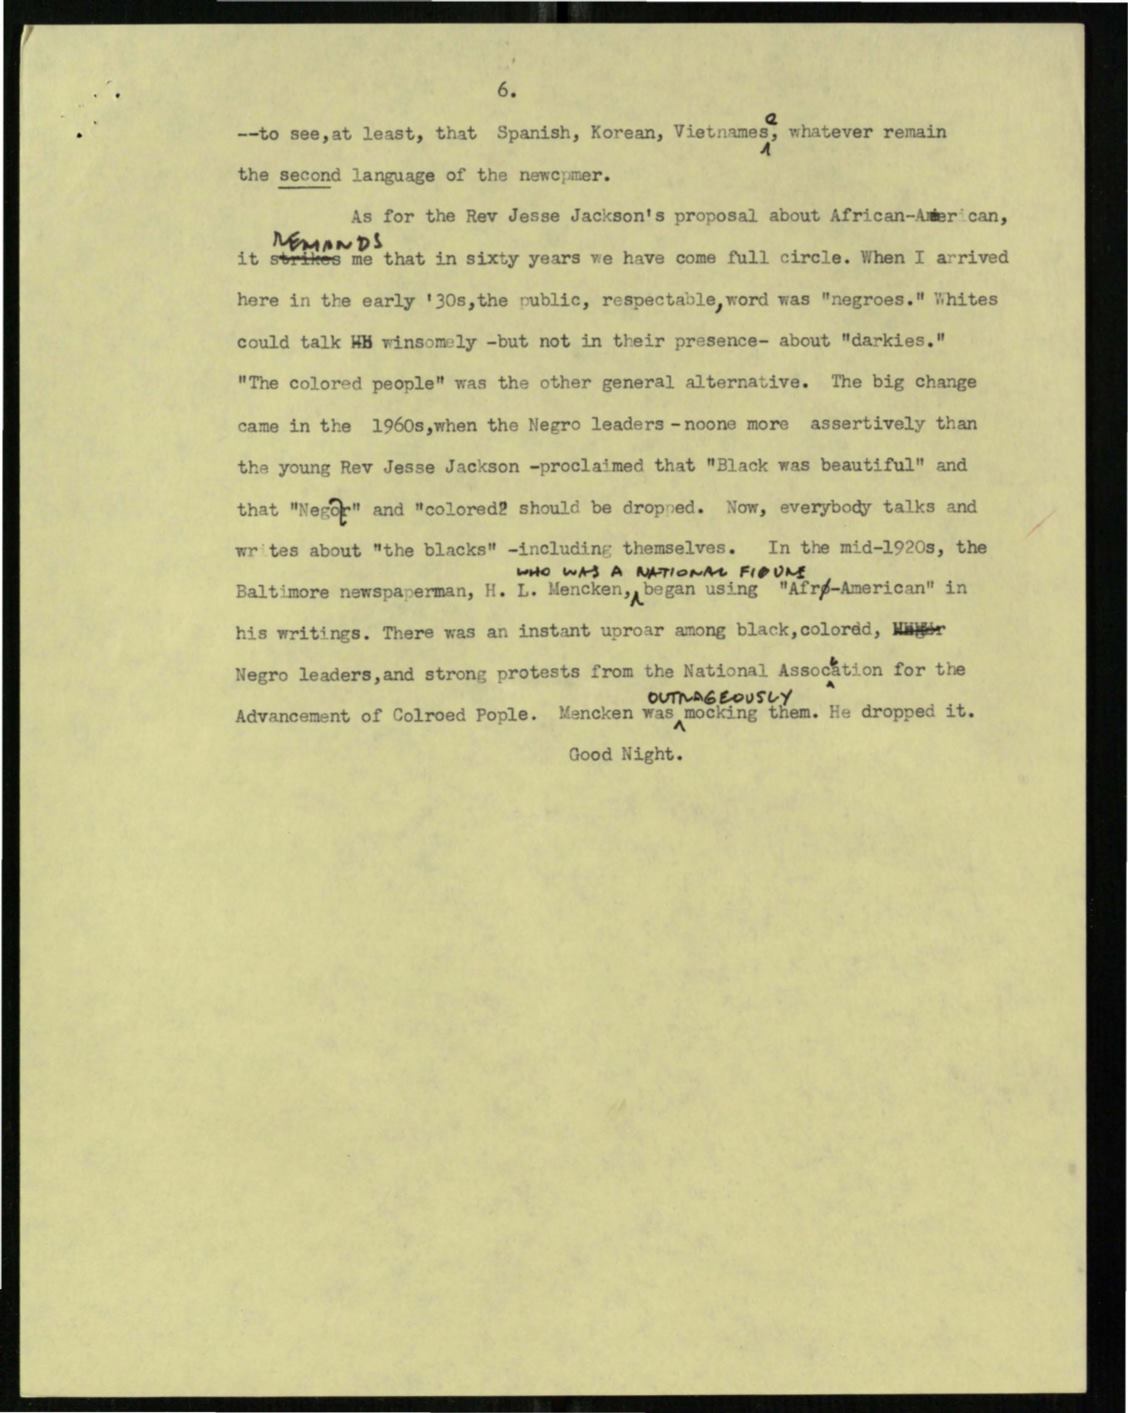 6.
--to see,at least, that Spanish, Korean, Vietnamese, whatever remain
the second language of the newcpmer.
As for the Rev Jesse Jackson's proposal about African-American,
REMANDS
it strikes me that in sixty years we have come full circle. When I arrived
here in the early '30s,the public, respectable,word was "negroes." Whites
could talk winsomely -but not in their presence- about "darkies."
"The colored people" was the other general alternative. The big change
came in the 1960s,when the Negro leaders -noone more assertively than
the young Rev Jesse Jackson -proclaimed that "Black was beautiful" and
that "Negor" and "colored? should be dropped. Now, everybody talks and
writes about "the blacks" -including themselves. In the mid-1920s, the
WHO WAS A NATIONAL FIGURE
Baltimore newspaperman, H. L. Mencken, began using "Afro-American" in
his writings. There was an instant uproar among black,colordd,
Negro leaders,and strong protests from the National Assocation for the
OUTRAGEOUSLY
Advancement of Colroed Pople. Mencken was mocking them. He dropped it.
Good Night.